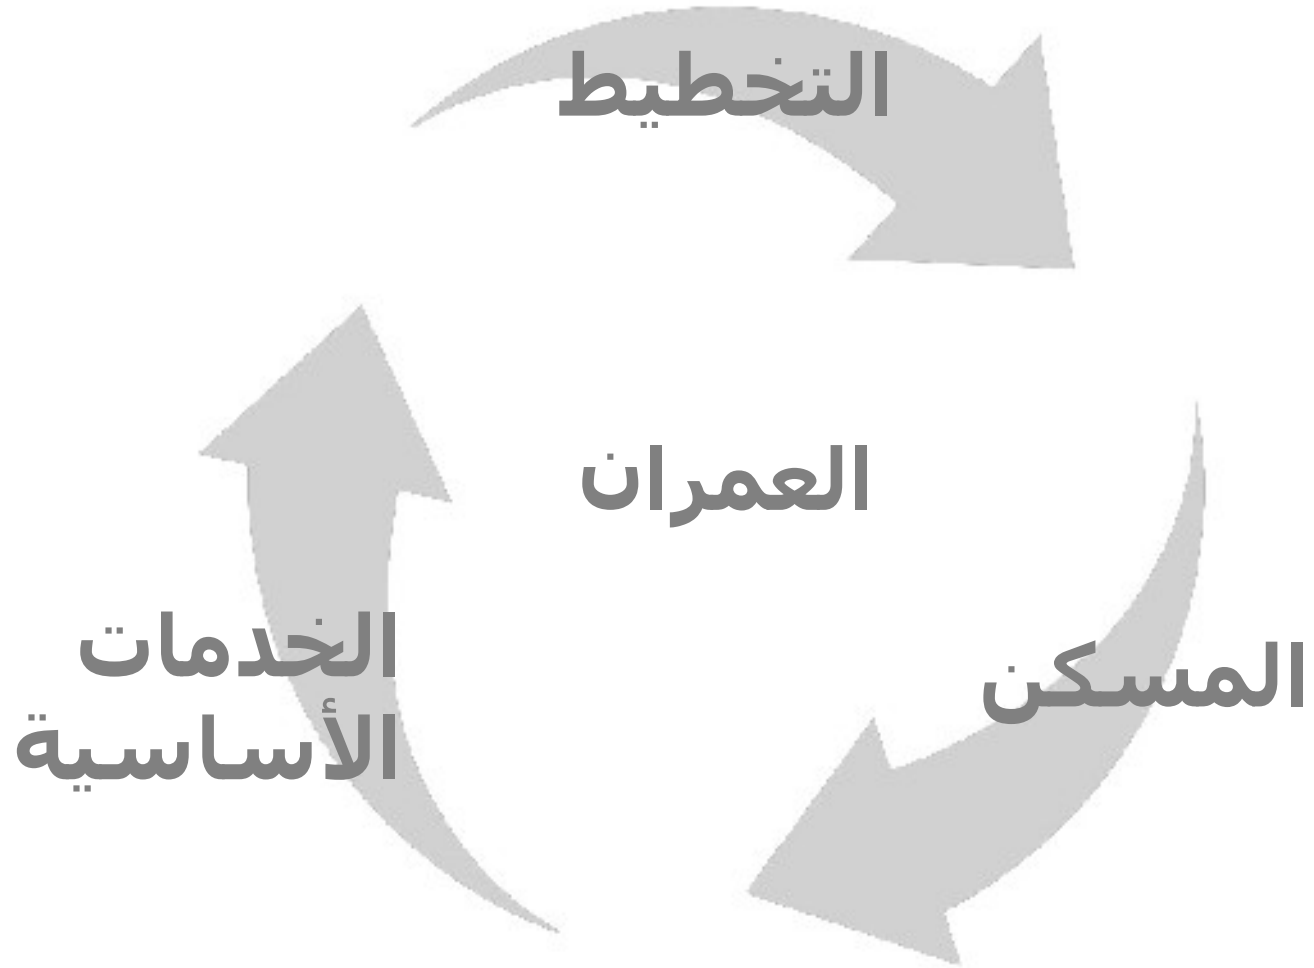 التخطيط
العمران
المسكن
الخدمات
الأساسية